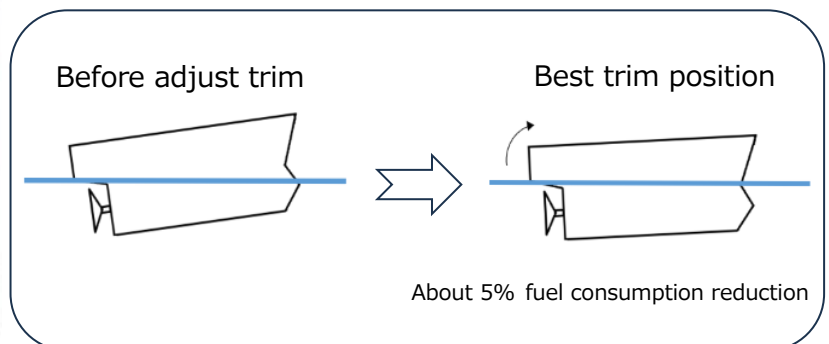 Before adjust trim
Best trim position
About 5% fuel consumption reduction